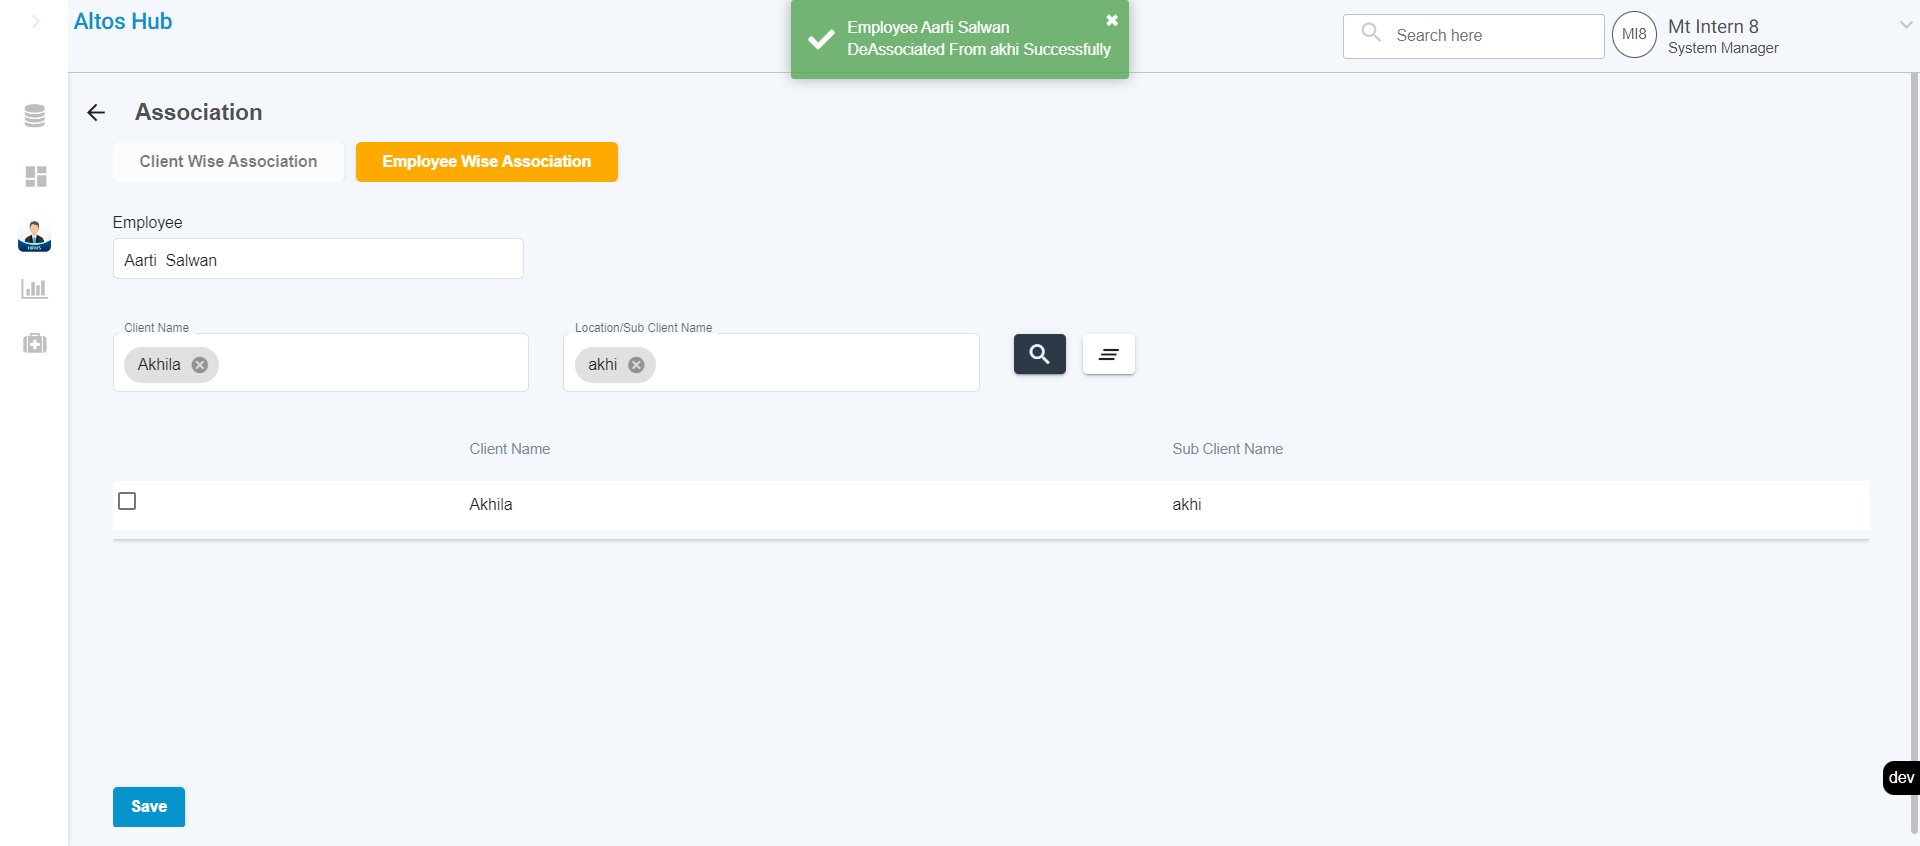 Altos Hub
Employee Aarti Salwan
DeAssociated From akhi Successfully
Search here
MI8
Mt Intern 8
System Manager
Association
Client Wise Association
Employee Wise Association
HRMS
Employee
Aarti  Salwan
Client Name
Akhila
Location/Sub Client Name
akhi
Client Name
Sub Client Name
Akhila
akhi
dev
Save